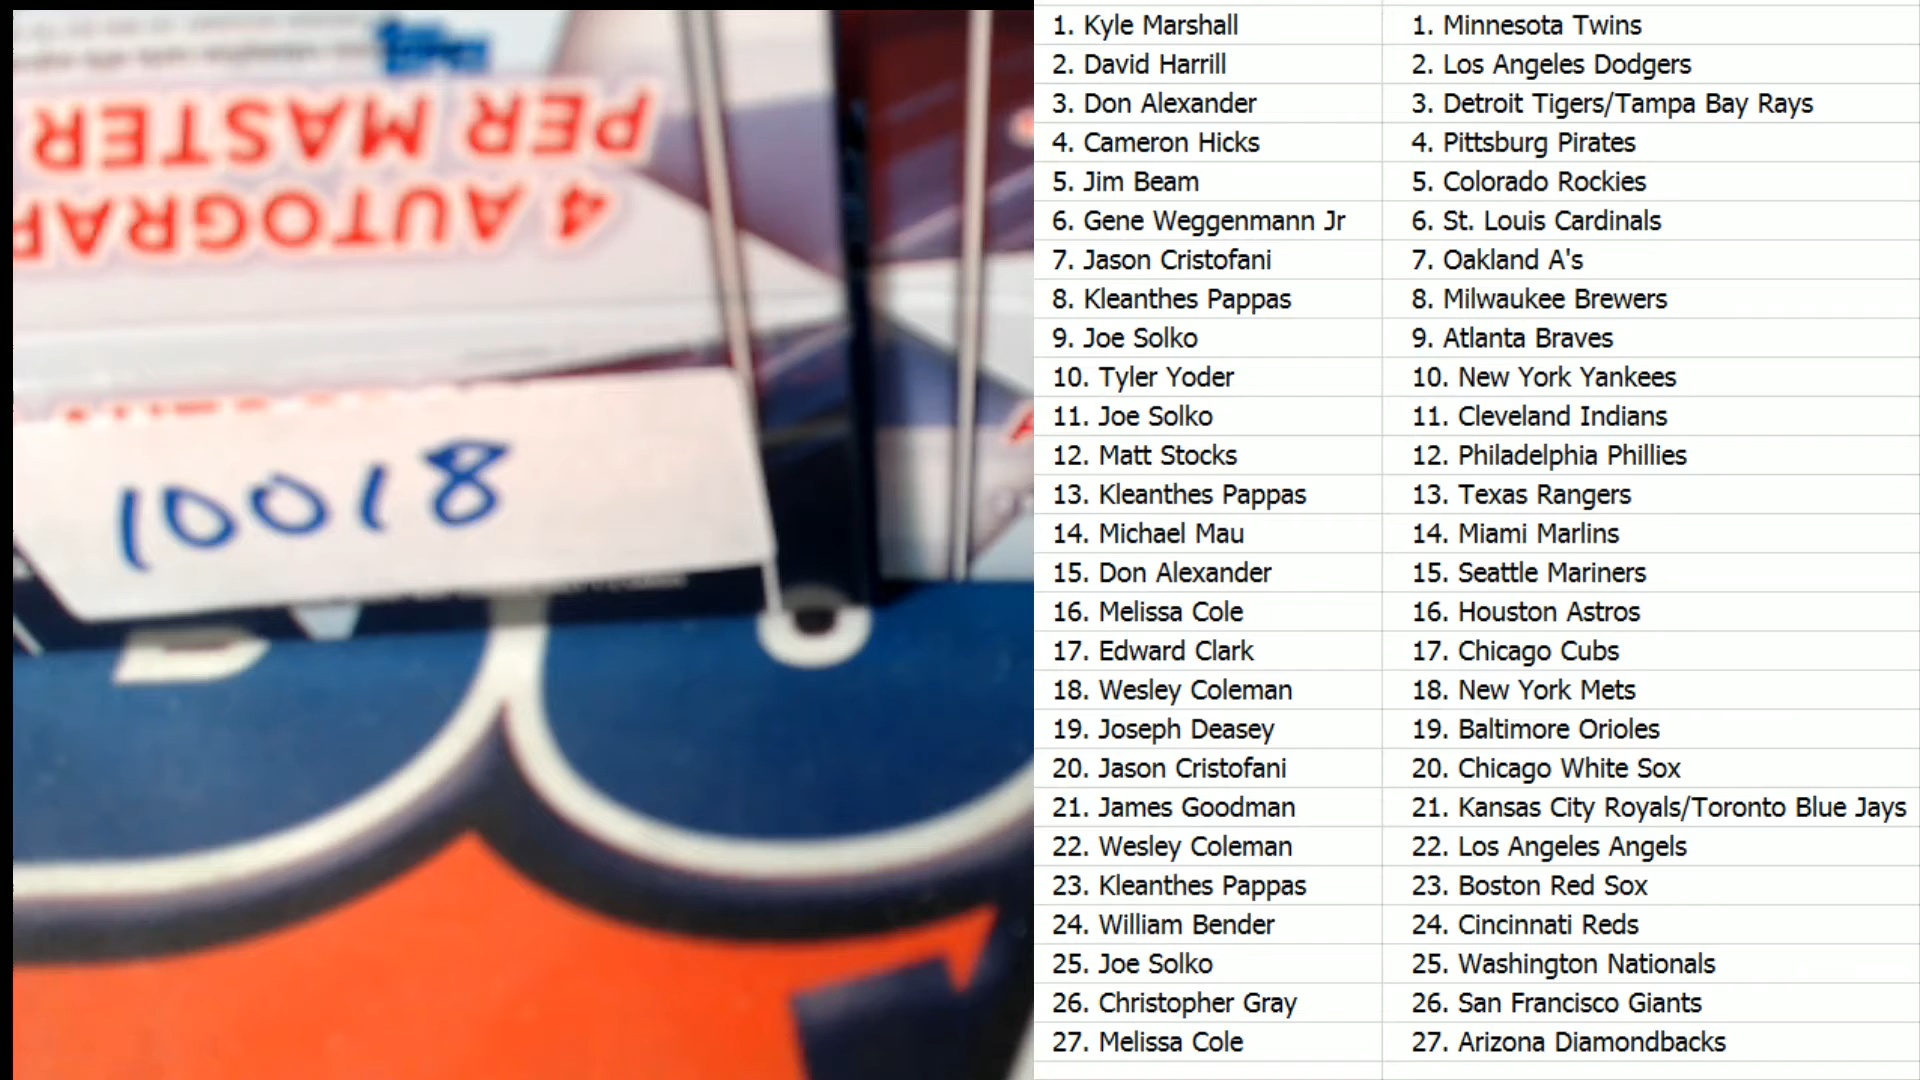 Topps
4 AUTOGRAP
PER MASTER
10018
1. Kyle Marshall
2. David Harrill
3. Don Alexander
4. Cameron Hicks
5. Jim Beam
6. Gene Weggenmann Jr
7. Jason Cristofani
8. Kleanthes Pappas
9. Joe Solko
10. Tyler Yoder
11. Joe Solko
12. Matt Stocks
13. Kleanthes Pappas
14. Michael Mau
15. Don Alexander
16. Melissa Cole
17. Edward Clark
18. Wesley Coleman
19. Joseph Deasey
20. Jason Cristofani
21. James Goodman
22. Wesley Coleman
23. Kleanthes Pappas
24. William Bender
25. Joe Solko
26. Christopher Gray
27. Melissa Cole
1. Minnesota Twins
2. Los Angeles Dodgers
3. Detroit Tigers/Tampa Bay Rays
4. Pittsburg Pirates
5. Colorado Rockies
6. St. Louis Cardinals
7. Oakland A's
8. Milwaukee Brewers
9. Atlanta Braves
10. New York Yankees
11. Cleveland Indians
12. Philadelphia Phillies
13. Texas Rangers
14. Miami Marlins
15. Seattle Mariners
16. Houston Astros
17. Chicago Cubs
18. New York Mets
19. Baltimore Orioles
20. Chicago White Sox
21. Kansas City Royals/Toronto Blue Jays
22. Los Angeles Angels
23. Boston Red Sox
24. Cincinnati Reds
25. Washington Nationals
26. San Francisco Giants
27. Arizona Diamondbacks